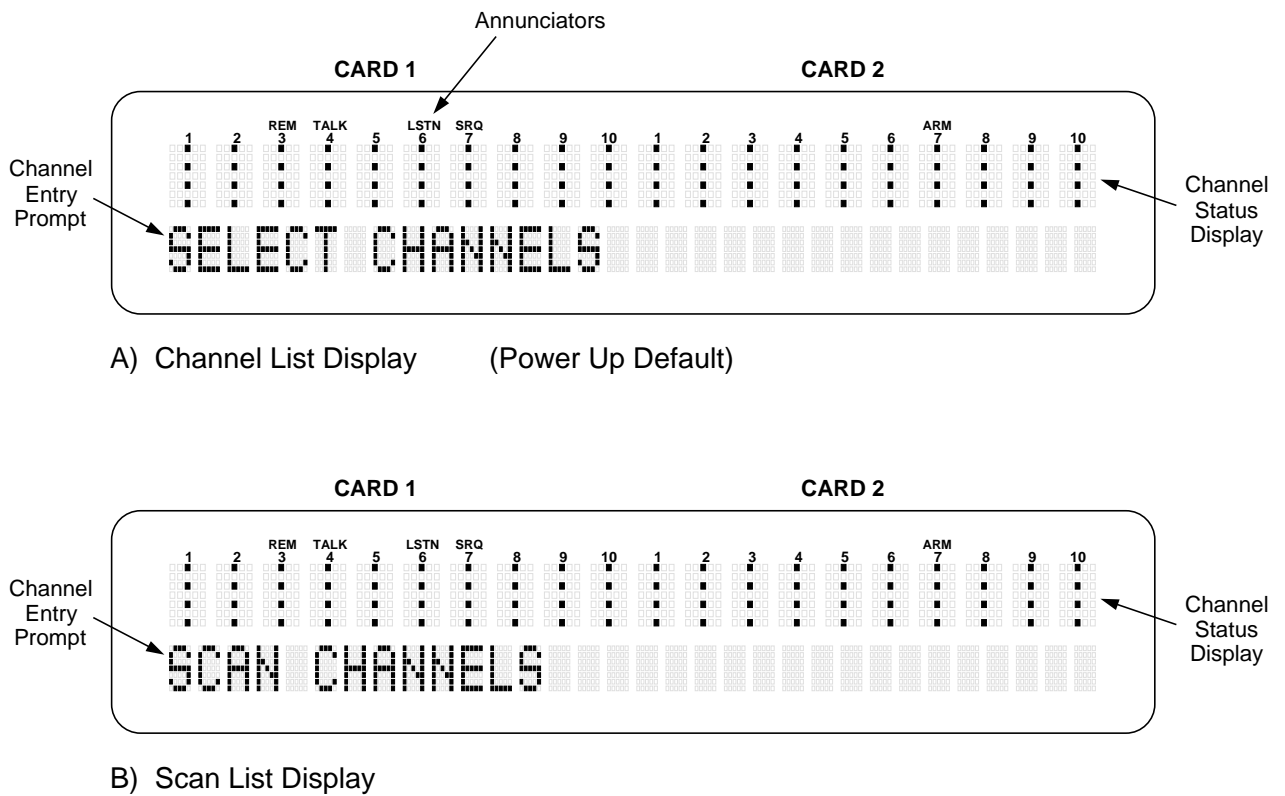 Annunciators
CARD 1 CARD 2
REM TALK LSTN SRQ ARM
1 2 3 4 5 6 7 8 9 10 1 2 3 4 5 6 7 8 9 10
Channel
Entry
Prompt
Channel
Status
Display
SELECT CHANNELS
A) Channel List Display (Power Up Default)
CARD 1 CARD 2
REM TALK LSTN SRQ ARM
1 2 3 4 5 6 7 8 9 10 1 2 3 4 5 6 7 8 9 10
Channel
Entry
Prompt
Channel
Status
Display
SCAN CHANNELS
B) Scan List Display